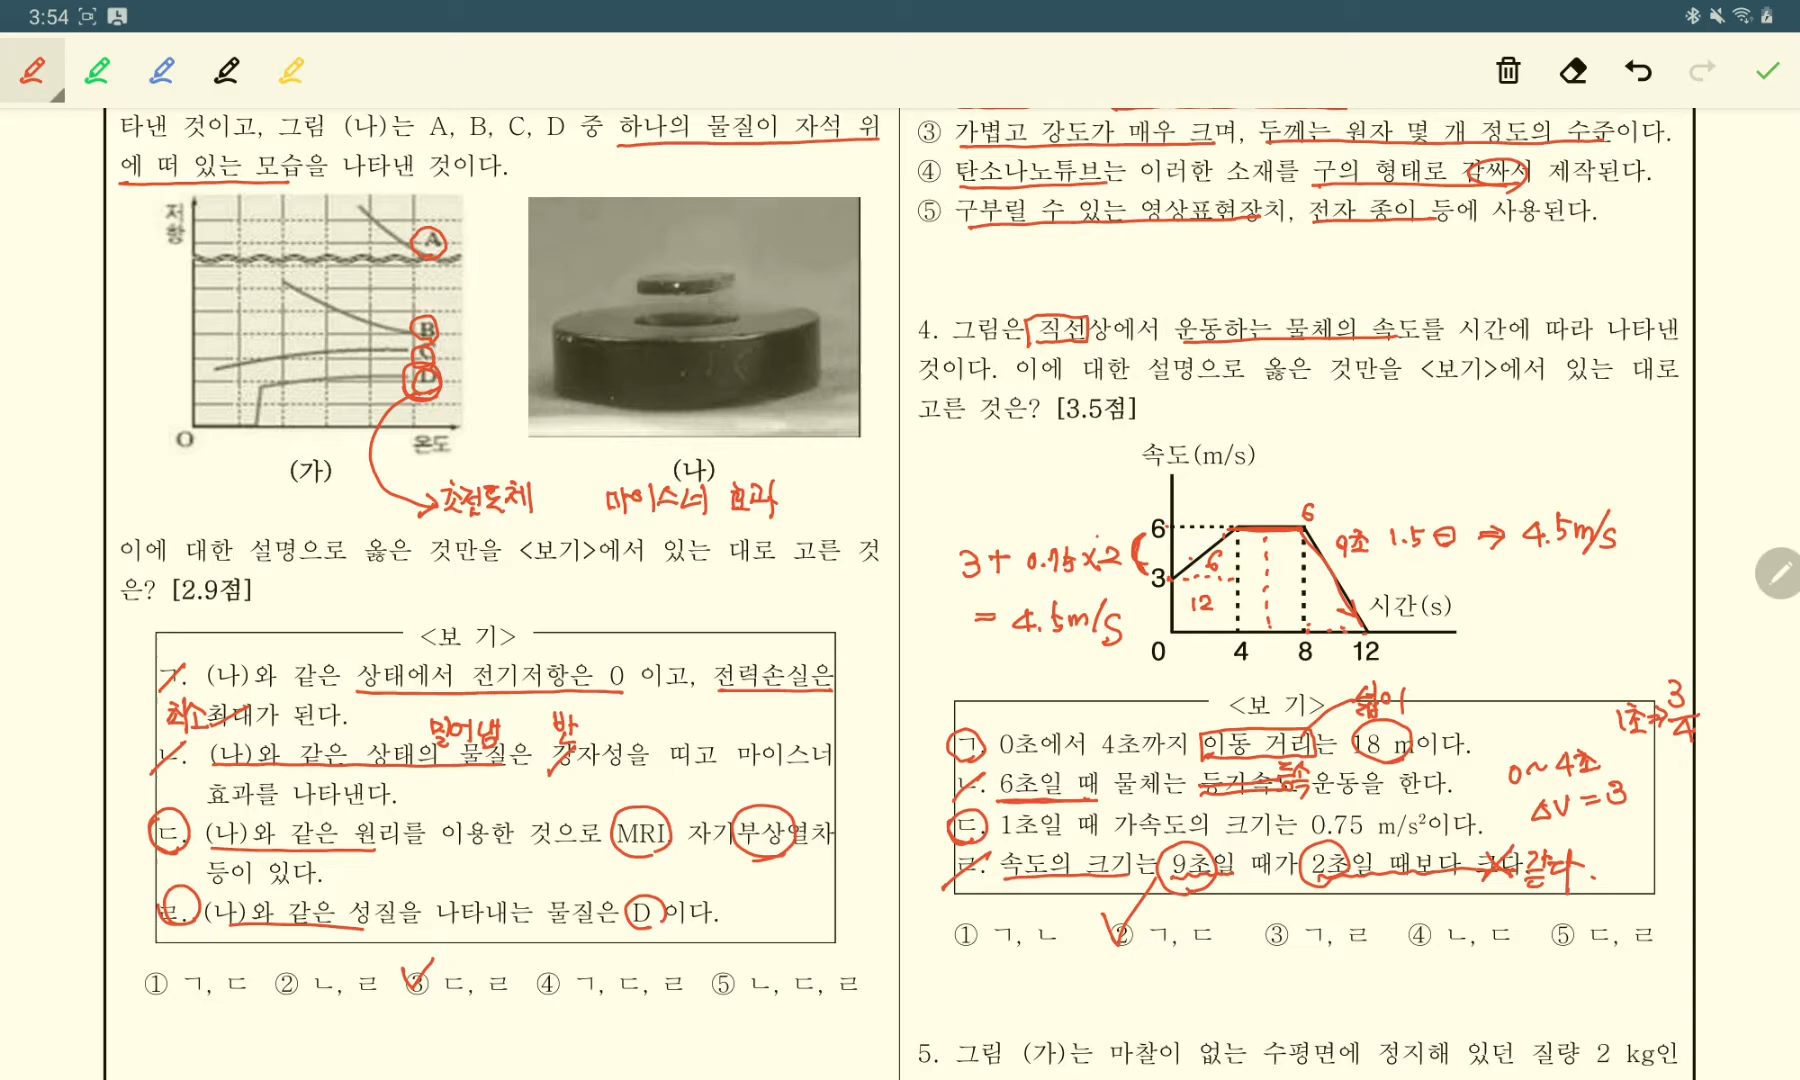 3:54
타낸 것이고, 그림 (나)는 A, B, C, D 중 하나의 물질이 자석 위
에 떠 있는 모습을 나타낸 것이다.
저항
A
B
C
D
O
온도
(가)
(나)
초전도체
마이스너 효과
이에 대한 설명으로 옳은 것만을 <보기>에서 있는 대로 고른 것
은? [2.9점]
<보 기>
ㄱ. (나)와 같은 상태에서 전기저항은 0 이고, 전력손실은
최소 최대가 된다.
밀어냄 반
ㄴ. (나)와 같은 상태의 물질은 강자성을 띠고 마이스너
효과를 나타낸다.
ㄷ. (나)와 같은 원리를 이용한 것으로 MRI, 자기부상열차
등이 있다.
ㄹ. (나)와 같은 성질을 나타내는 물질은 D 이다.
① ㄱ, ㄷ ② ㄴ, ㄹ ③ ㄷ, ㄹ ④ ㄱ, ㄷ, ㄹ ⑤ ㄴ, ㄷ, ㄹ
③ 가볍고 강도가 매우 크며, 두께는 원자 몇 개 정도의 수준이다.
④ 탄소나노튜브는 이러한 소재를 구의 형태로 감싸서 제작된다.
⑤ 구부릴 수 있는 영상표현장치, 전자 종이 등에 사용된다.
4. 그림은 직선상에서 운동하는 물체의 속도를 시간에 따라 나타낸
것이다. 이에 대한 설명으로 옳은 것만을 <보기>에서 있는 대로
고른 것은? [3.5점]
속도(m/s)
6
6
3
6
12
시간(s)
0 4 8 12
3 + 0.75×2
= 4.5m/s
9초 1.5 ⇒ 4.5m/s
<보 기>
넓이
1초⇒ 3/4
ㄱ. 0초에서 4초까지 이동 거리는 18 m이다.
ㄴ. 6초일 때 물체는 등가속도 운동을 한다.
등속
0~4초
ΔV = 3
ㄷ. 1초일 때 가속도의 크기는 0.75 m/s²이다.
ㄹ. 속도의 크기는 9초일 때가 2초일 때보다 크다. 같다.
① ㄱ, ㄴ ② ㄱ, ㄷ ③ ㄱ, ㄹ ④ ㄴ, ㄷ ⑤ ㄷ, ㄹ
5. 그림 (가)는 마찰이 없는 수평면에 정지해 있던 질량 2 kg인